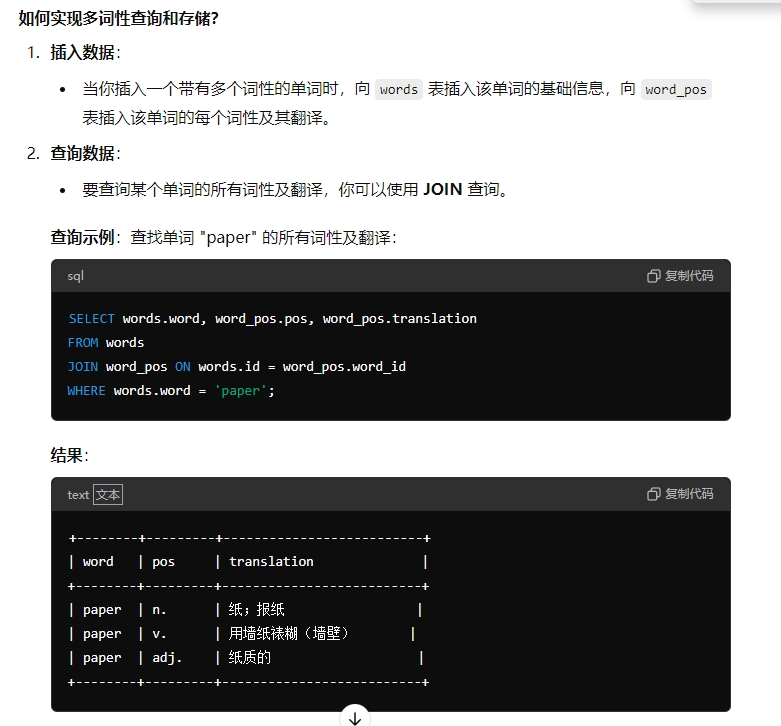 如何实现多词性查询和存储？
1. 插入数据：
• 当你插入一个带有多个词性的单词时，向 words 表插入该单词的基础信息，向 word_pos
表插入该单词的每个词性及其翻译。
2. 查询数据：
• 要查询某个单词的所有词性及翻译，你可以使用 JOIN 查询。
查询示例：查找单词 "paper" 的所有词性及翻译：
sql 复制代码
SELECT words.word, word_pos.pos, word_pos.translation
FROM words
JOIN word_pos ON words.id = word_pos.word_id
WHERE words.word = 'paper';
结果：
text 文本 复制代码
+--------+---------+--------------------------+
| word   | pos     | translation              |
+--------+---------+--------------------------+
| paper  | n.      | 纸；报纸                 |
| paper  | v.      | 用墙纸裱糊（墙壁）        |
| paper  | adj.    | 纸质的                   |
+--------+---------+--------------------------+